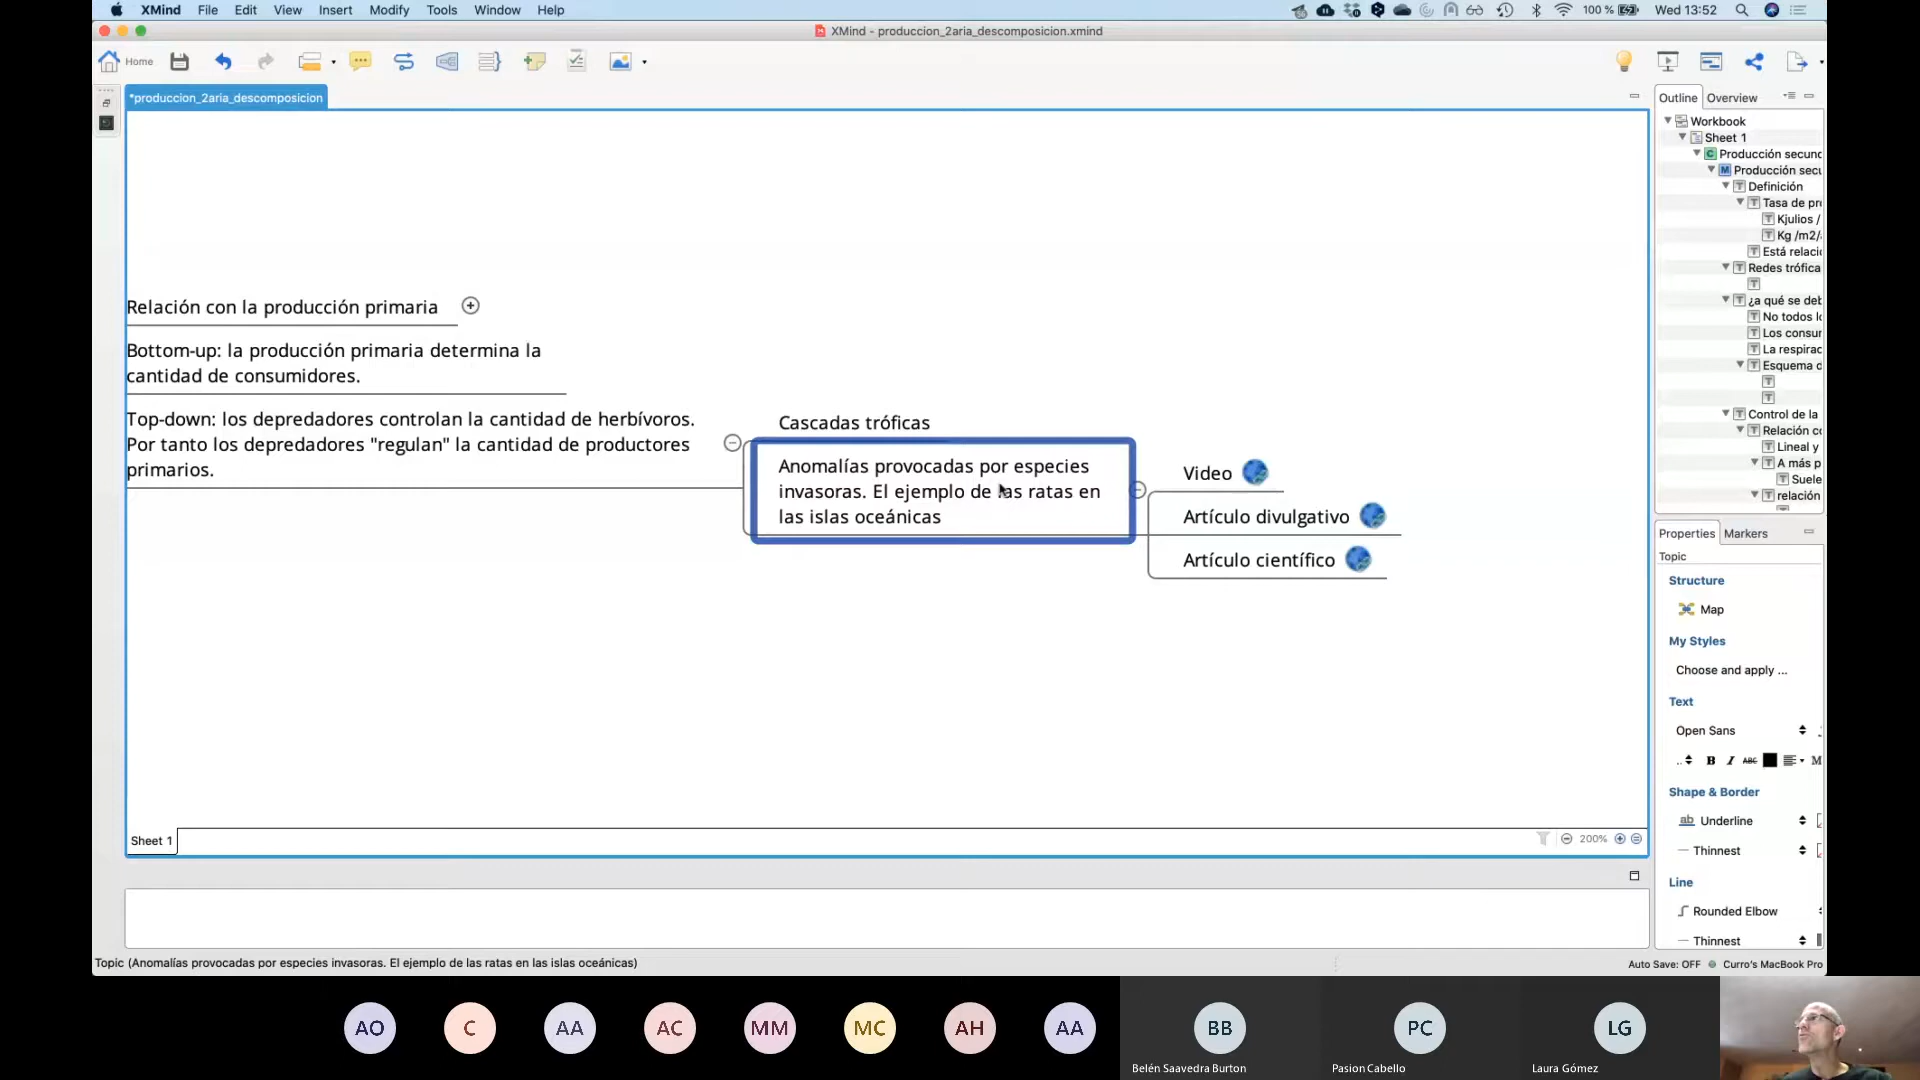 XMind File Edit View Insert Modify Tools Window Help
100 % Wed 13:52
XMind - produccion_2aria_descomposicion.xmind
Home
*produccion_2aria_descomposicion
Relación con la producción primaria
Bottom-up: la producción primaria determina la
cantidad de consumidores.
Top-down: los depredadores controlan la cantidad de herbívoros.
Por tanto los depredadores "regulan" la cantidad de productores
primarios.
Cascadas tróficas
Anomalías provocadas por especies
invasoras. El ejemplo de las ratas en
las islas oceánicas
Video
Artículo divulgativo
Artículo científico
Sheet 1
200%
Outline Overview
Workbook
Sheet 1
C Producción secund
M Producción secu
T Definición
T Tasa de pr
T Kjulios /
T Kg /m2/
T Está relaci
T Redes trófica
T
T ¿a qué se deb
T No todos l
T Los consu
T La respirac
T Esquema d
T
T
T Control de la
T Relación c
T Lineal y
T A más p
T Suele
T relación
Properties Markers
Topic
Structure
Map
My Styles
Choose and apply ...
Text
Open Sans
.. B I ABC M
Shape & Border
ab Underline
Thinnest
Line
Rounded Elbow
Thinnest
Topic (Anomalías provocadas por especies invasoras. El ejemplo de las ratas en las islas oceánicas)
Auto Save: OFF Curro's MacBook Pro
AO C AA AC MM MC AH AA BB PC LG
Belén Saavedra Burton Pasion Cabello Laura Gómez